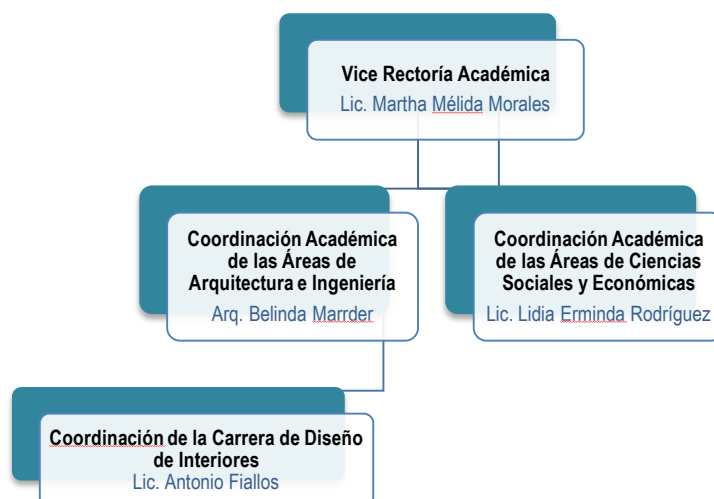 Vice Rectoría Académica
Lic. Martha Mélida Morales
Coordinación Académica
de las Áreas de
Arquitectura e Ingeniería
Arq. Belinda Marrder
Coordinación Académica
de las Áreas de Ciencias
Sociales y Económicas
Lic. Lidia Erminda Rodríguez
Coordinación de la Carrera de Diseño
de Interiores
Lic. Antonio Fiallos